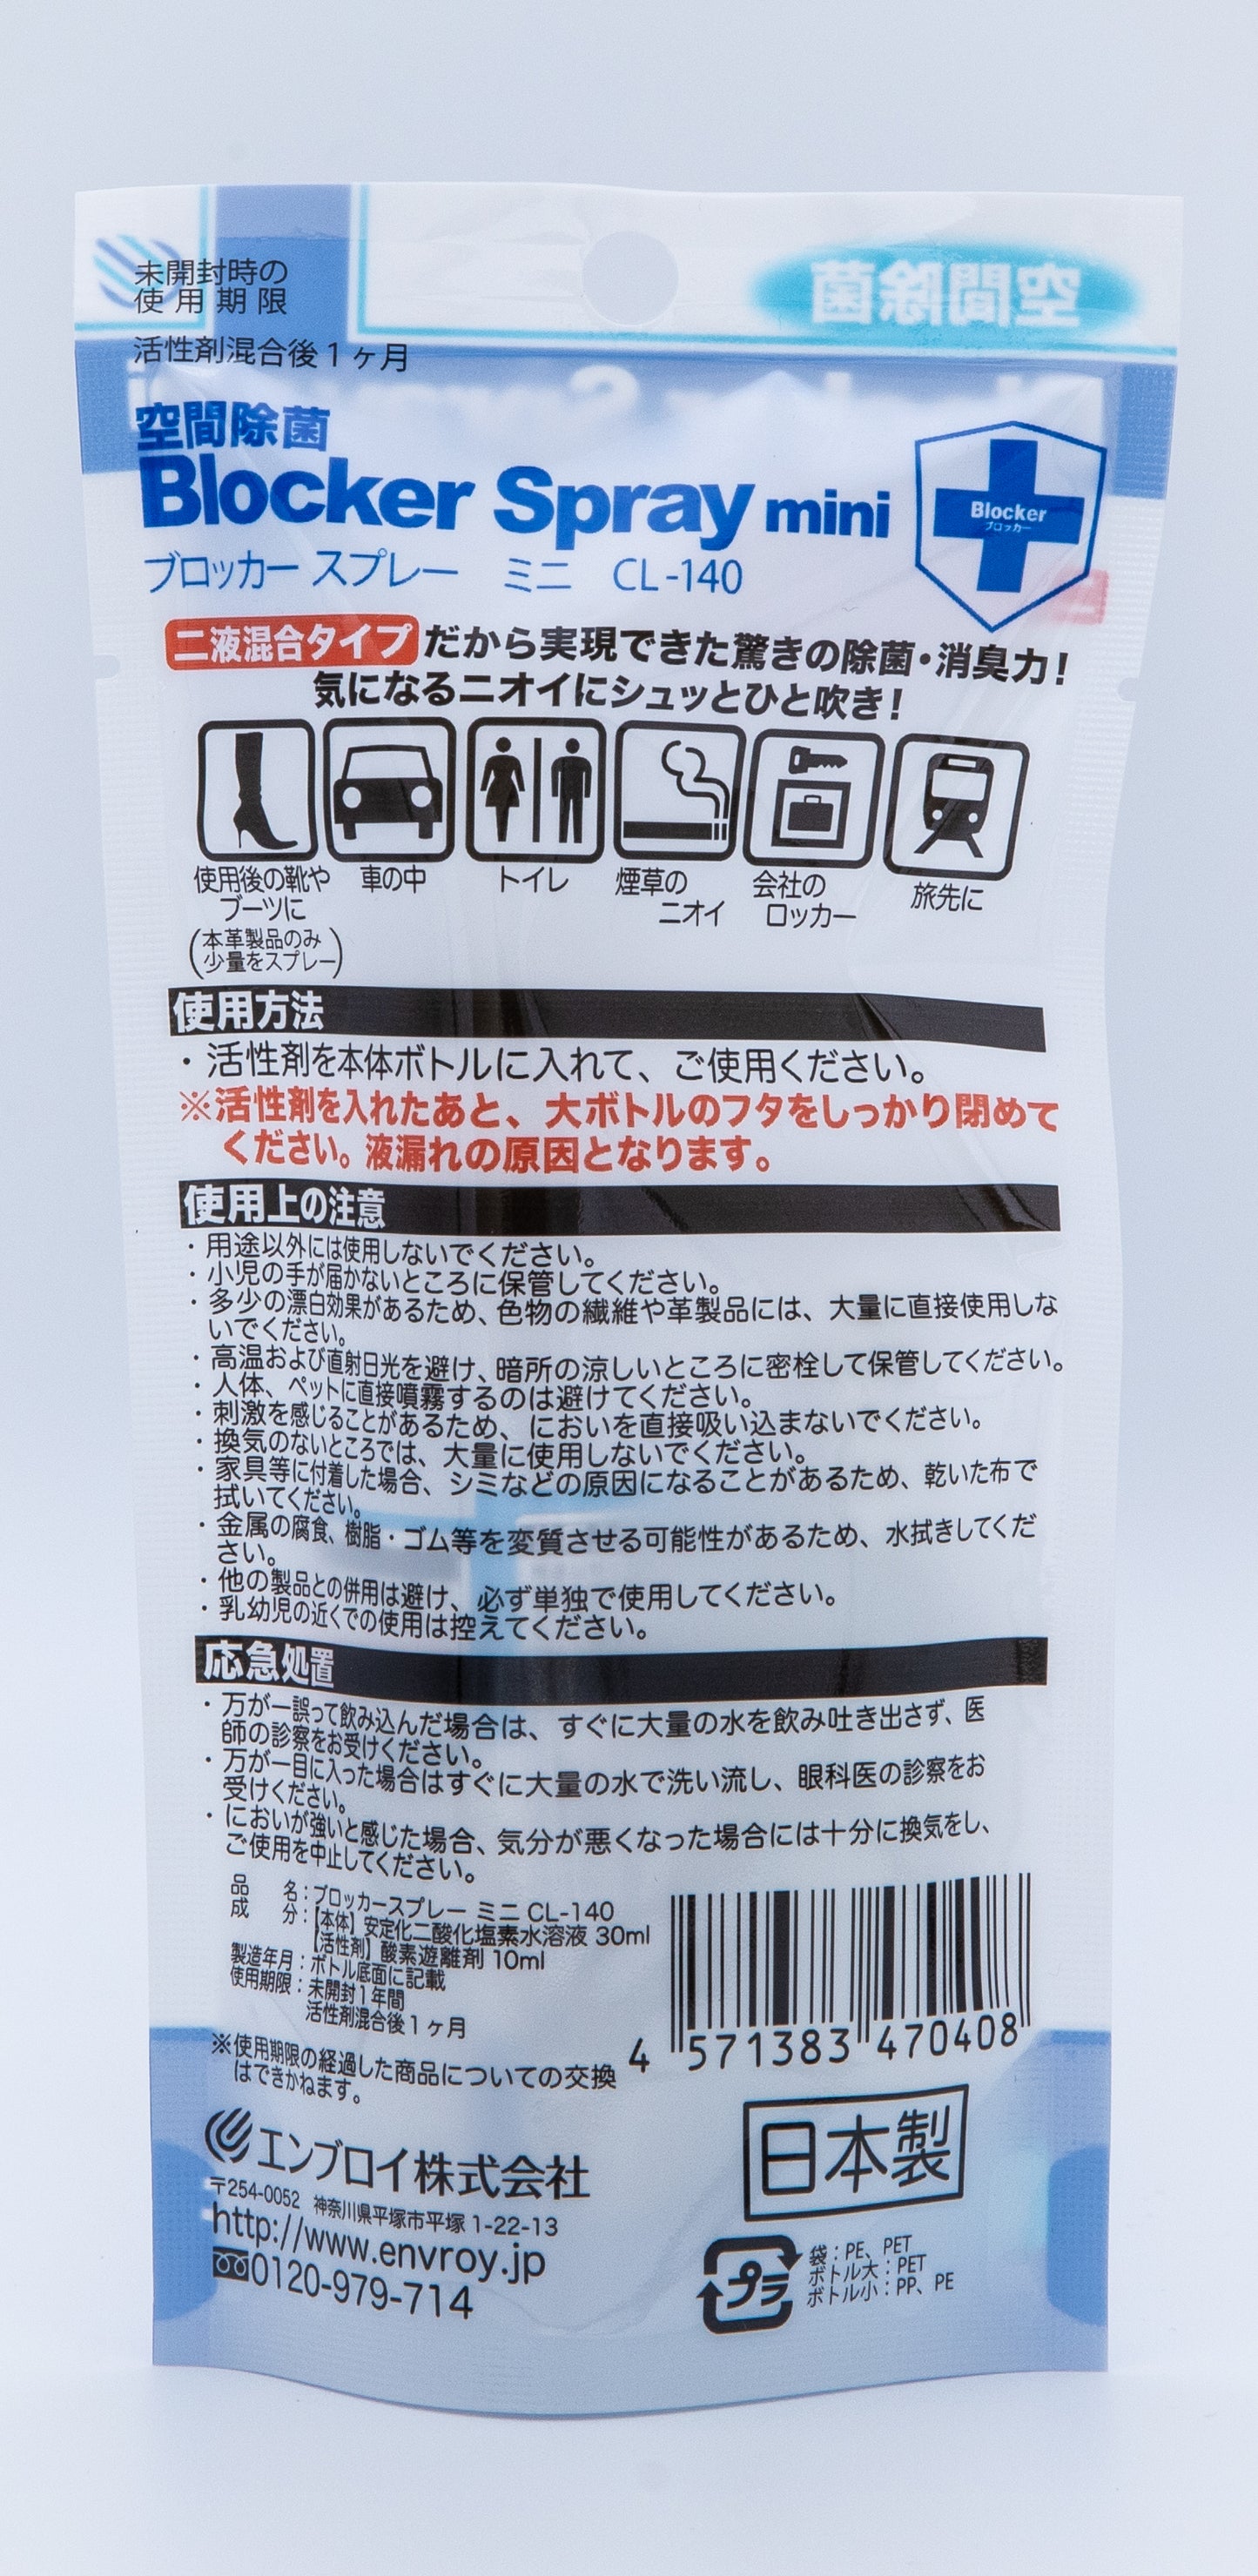 未開封時の
使用期限
活性剤混合後1ヶ月
空間除菌
空間除菌
Blocker Spray mini
Blocker
ブロッカー
ブロッカー スプレー ミニ CL-140
二液混合タイプだから実現できた驚きの除菌・消臭力！
気になるニオイにシュッとひと吹き！
使用後の靴や
ブーツに
(本革製品のみ
少量をスプレー)
車の中
トイレ
煙草の
ニオイ
会社の
ロッカー
旅先に
使用方法
・活性剤を本体ボトルに入れて、ご使用ください。
※活性剤を入れたあと、大ボトルのフタをしっかり閉めて
ください。液漏れの原因となります。
使用上の注意
・用途以外には使用しないでください。
・小児の手が届かないところに保管してください。
・多少の漂白効果があるため、色物の繊維や革製品には、大量に直接使用しな
いでください。
・高温および直射日光を避け、暗所の涼しいところに密栓して保管してください。
・人体、ペットに直接噴霧するのは避けてください。
・刺激を感じることがあるため、においを直接吸い込まないでください。
・換気のないところでは、大量に使用しないでください。
・家具等に付着した場合、シミなどの原因になることがあるため、乾いた布で
拭いてください。
・金属の腐食、樹脂・ゴム等を変質させる可能性があるため、水拭きしてくだ
さい。
・他の製品との併用は避け、必ず単独で使用してください。
・乳幼児の近くでの使用は控えてください。
応急処置
・万が一誤って飲み込んだ場合は、すぐに大量の水を飲み吐き出さず、医
師の診察をお受けください。
・万が一目に入った場合はすぐに大量の水で洗い流し、眼科医の診察をお
受けください。
・においが強いと感じた場合、気分が悪くなった場合には十分に換気をし、
ご使用を中止してください。
品名：ブロッカースプレー ミニ CL-140
成分：【本体】安定化二酸化塩素水溶液 30ml
【活性剤】酸素遊離剤 10ml
製造年月：ボトル底面に記載
使用期限：未開封1年間
活性剤混合後1ヶ月
※使用期限の経過した商品についての交換
はできかねます。
4 571383 470408
エンブロイ株式会社
〒254-0052 神奈川県平塚市平塚 1-22-13
http://www.envroy.jp
0120-979-714
日本製
プラ
袋：PE、PET
ボトル大：PET
ボトル小：PP、PE